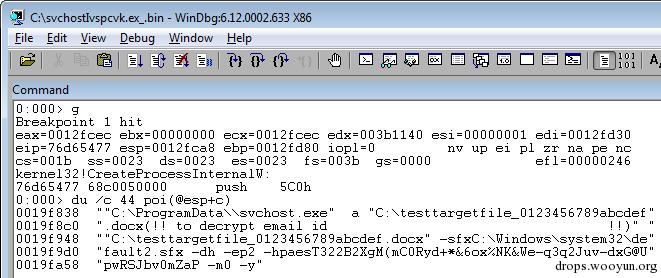 C:\svchostIvspcvk.ex_.bin - WinDbg:6.12.0002.633 X86
File Edit View Debug Window Help
Command
0:000> g
Breakpoint 1 hit
eax=0012fcec ebx=00000000 ecx=0012fcec edx=003b1140 esi=00000001 edi=0012fd30
eip=76d65477 esp=0012fca8 ebp=0012fd80 iopl=0 nv up ei pl zr na pe nc
cs=001b ss=0023 ds=0023 es=0023 fs=003b gs=0000 efl=00000246
kernel32!CreateProcessInternalW:
76d65477 68c0050000 push 5C0h
0:000> du /c 44 poi(@esp+c)
0019f838 ""C:\ProgramData\\svchost.exe" a "C:\testtargetfile_0123456789abcdef"
0019f8c0 ".docx(!! to decrypt email id !!)"
0019f948 ""C:\testtargetfile_0123456789abcdef.docx" -sfxC:\Windows\system32\de"
0019f9d0 "fault2.sfx -dh -ep2 -hpaesT322B2XgM(mC0Ryd+*&6ox%NK&We-q3q2Juv-dxG@U"
0019fa58 "pwRSJbv0mZaP -m0 -y"
drops.wooyun.org